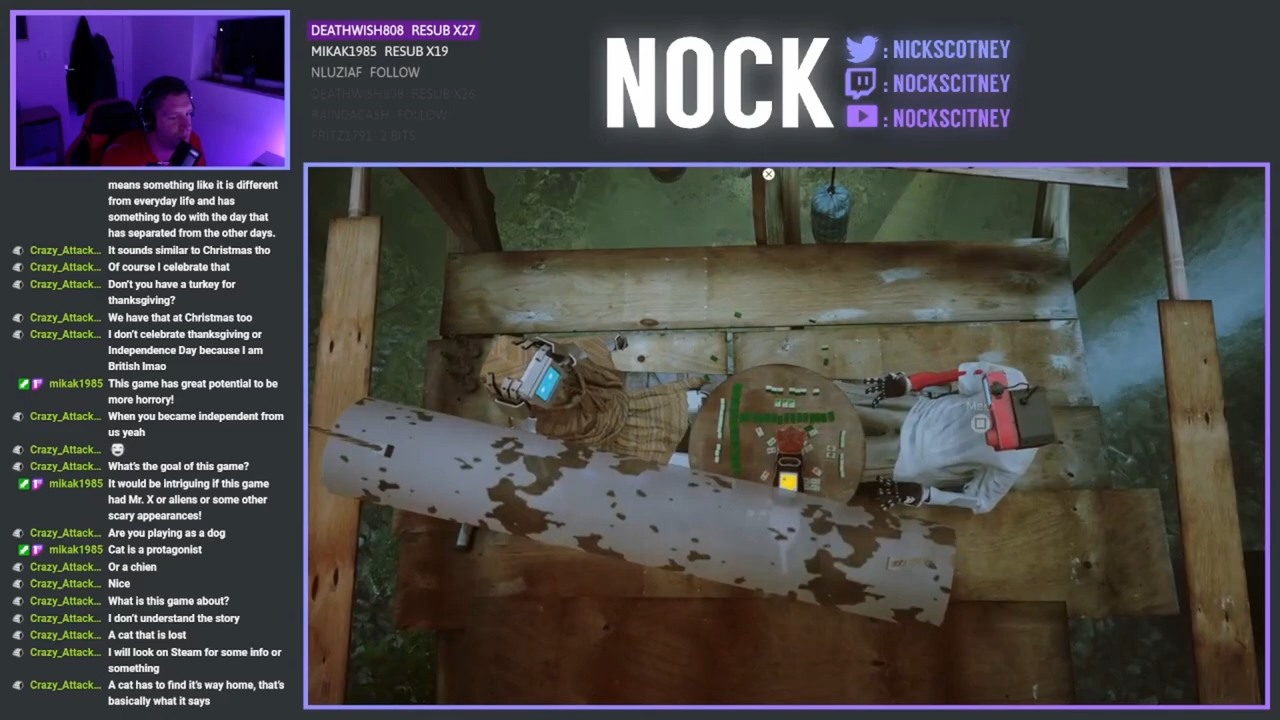 DEATHWISH808 RESUB X27
MIKAK1985 RESUB X19
NLUZIAF FOLLOW
DEATHWISH808 RESUB X26
RAINDACASH FOLLOW
FRITZ1791 2 BITS
NOCK
: NICKSCOTNEY
: NOCKSCITNEY
: NOCKSCITNEY
means something like it is different
from everyday life and has
something to do with the day that
has separated from the other days.
Crazy_Attack... It sounds similar to Christmas tho
Crazy_Attack... Of course I celebrate that
Crazy_Attack... Don't you have a turkey for
thanksgiving?
Crazy_Attack... We have that at Christmas too
Crazy_Attack... I don't celebrate thanksgiving or
Independence Day because I am
British lmao
mikak1985 This game has great potential to be
more horrory!
Crazy_Attack... When you became independent from
us yeah
Crazy_Attack...
Crazy_Attack... What's the goal of this game?
mikak1985 It would be intriguing if this game
had Mr. X or aliens or some other
scary appearances!
Crazy_Attack... Are you playing as a dog
mikak1985 Cat is a protagonist
Crazy_Attack... Or a chien
Crazy_Attack... Nice
Crazy_Attack... What is this game about?
Crazy_Attack... I don't understand the story
Crazy_Attack... A cat that is lost
Crazy_Attack... I will look on Steam for some info or
something
Crazy_Attack... A cat has to find it's way home, that's
basically what it says